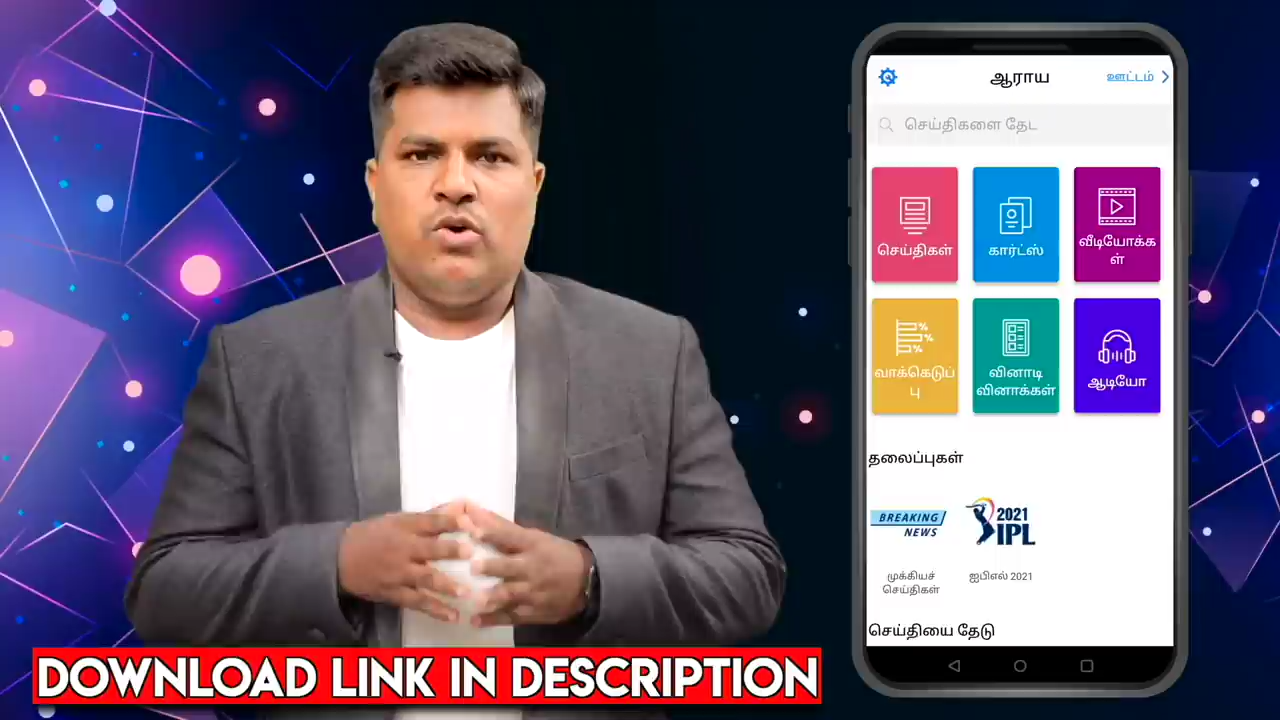 ஆராய
ஊட்டம்
செய்திகளை தேட
செய்திகள்
கார்ட்ஸ்
வீடியோக்க
ள்
வாக்கெடுப்
பு
வினாடி
வினாக்கள்
ஆடியோ
தலைப்புகள்
BREAKING
NEWS
2021
IPL
முக்கியச்
செய்திகள்
ஐபிஎல் 2021
செய்தியை தேடு
DOWNLOAD LINK IN DESCRIPTION